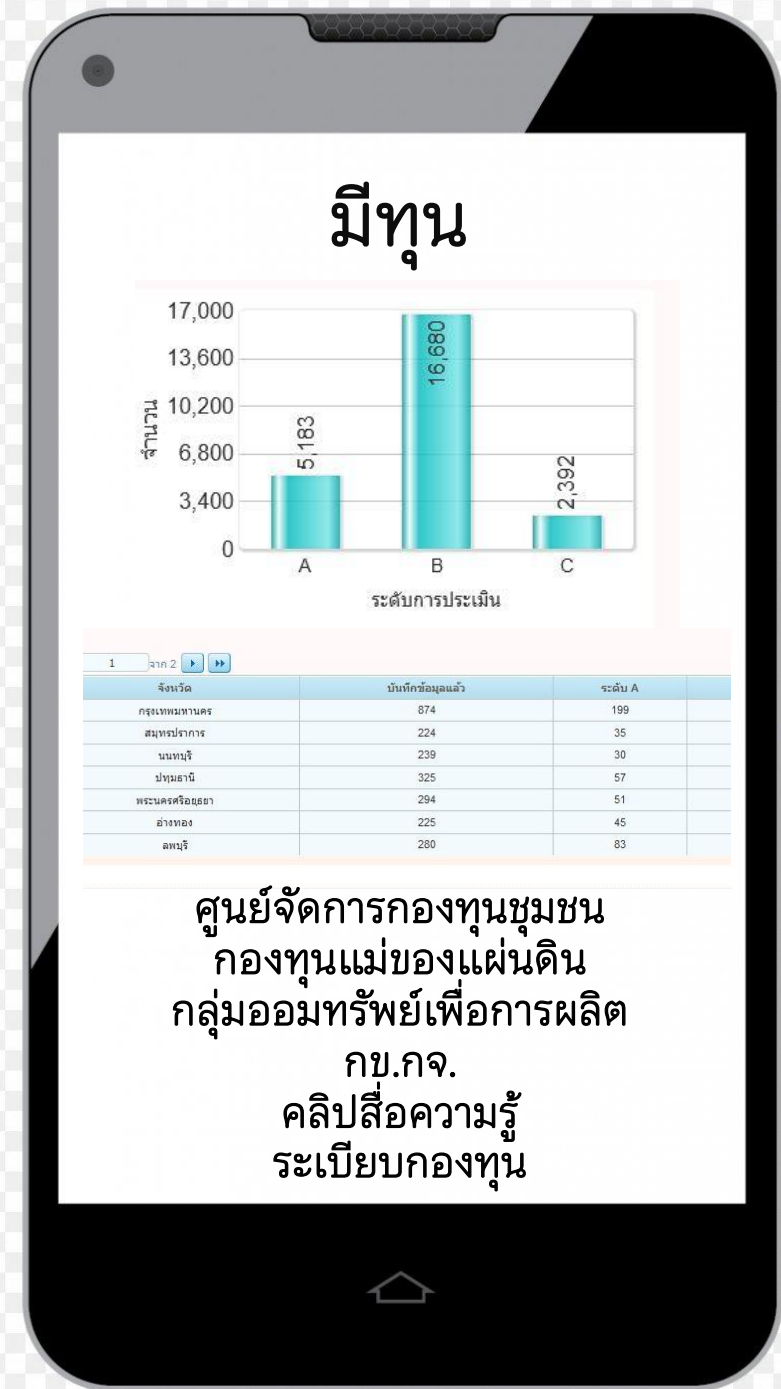 มีทุน
17,000
13,600
10,200
6,800
3,400
0
จำนวน
5,183
16,680
2,392
A B C
ระดับการประเมิน
1 จาก 2
จังหวัด บันทึกข้อมูลแล้ว ระดับ A
กรุงเทพมหานคร 874 199
สมุทรปราการ 224 35
นนทบุรี 239 30
ปทุมธานี 325 57
พระนครศรีอยุธยา 294 51
อ่างทอง 225 45
ลพบุรี 280 83
ศูนย์จัดการกองทุนชุมชน
กองทุนแม่ของแผ่นดิน
กลุ่มออมทรัพย์เพื่อการผลิต
กข.กจ.
คลิปสื่อความรู้
ระเบียบกองทุน